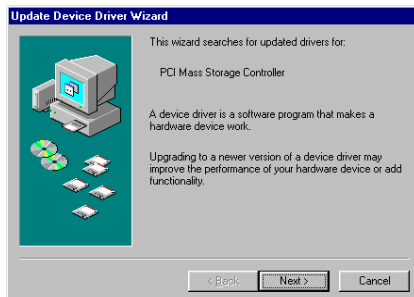 Update Device Driver Wizard
This wizard searches for updated drivers for:
PCI Mass Storage Controller
A device driver is a software program that makes a
hardware device work.
Upgrading to a newer version of a device driver may
improve the performance of your hardware device or add
functionality.
< Back
Next >
Cancel